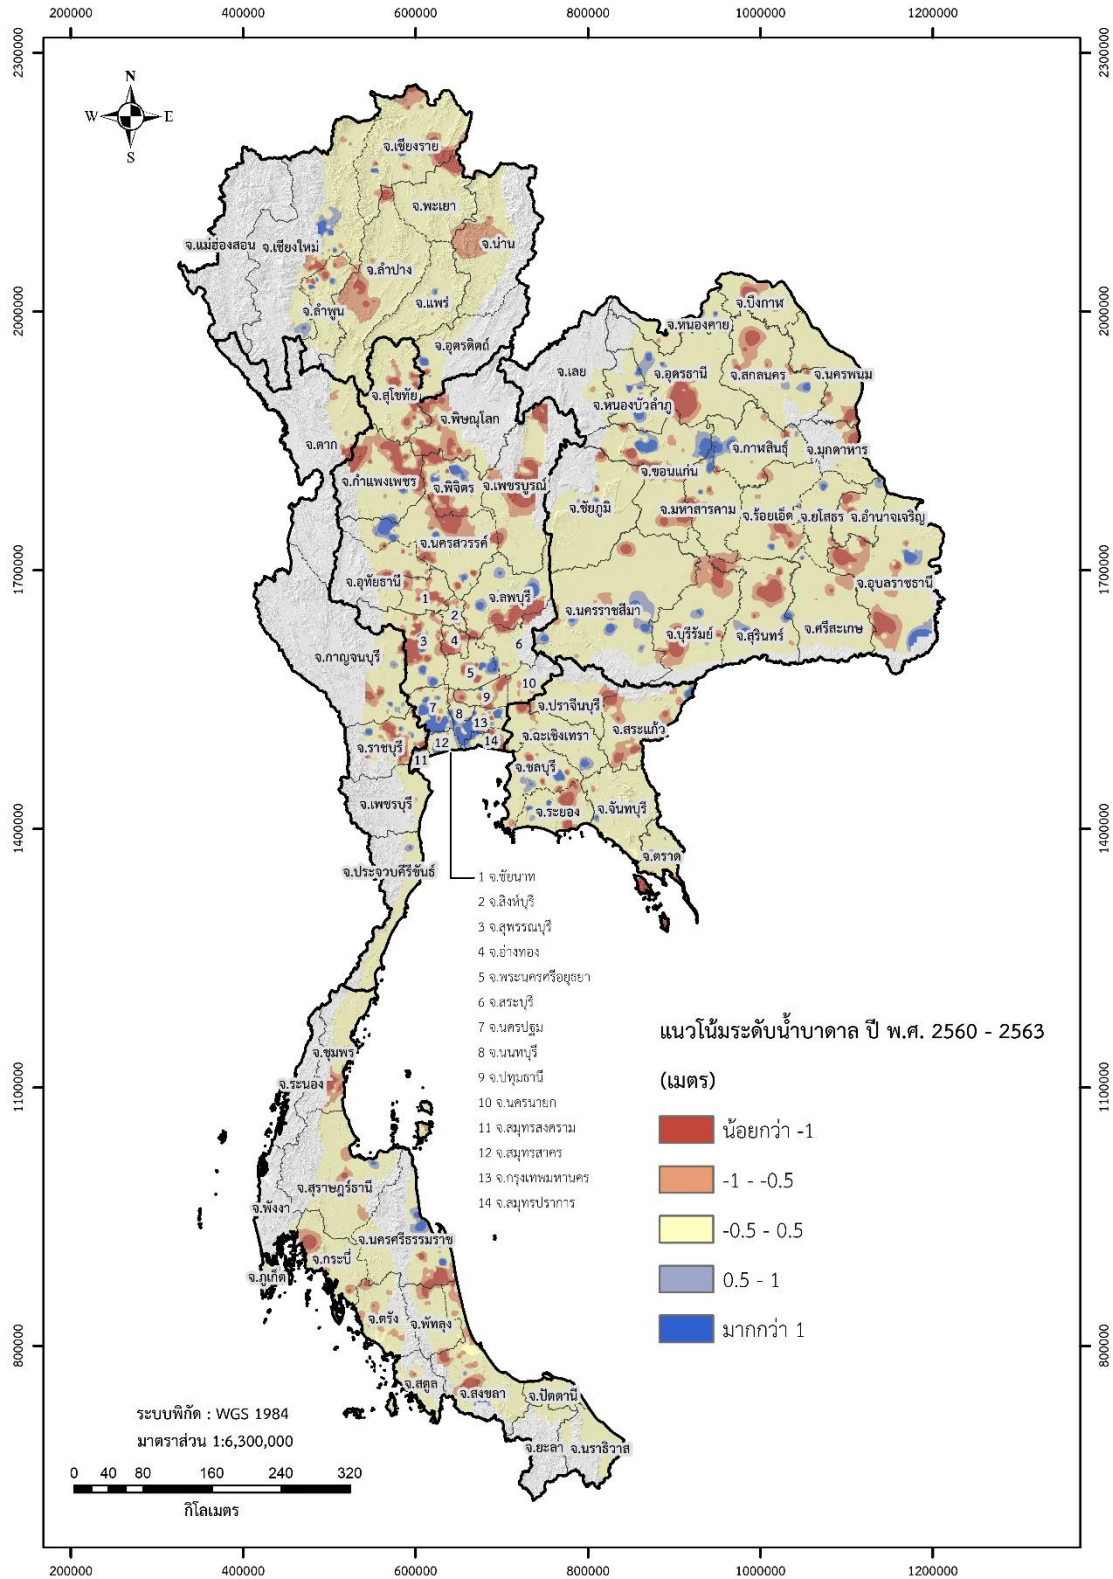 200000 400000 600000 800000 1000000 1200000
2300000 2300000
N
W E
S
จ.เชียงราย
จ.พะเยา
จ.แม่ฮ่องสอน จ.เชียงใหม่ จ.น่าน
จ.ลำปาง
จ.ลำพูน จ.แพร่
2000000 2000000
จ.บึงกาฬ
จ.หนองคาย
จ.อุตรดิตถ์
จ.เลย จ.อุดรธานี จ.สกลนคร จ.นครพนม
จ.สุโขทัย
จ.หนองบัวลำภู
จ.พิษณุโลก
จ.ตาก
จ.กาฬสินธุ์ จ.มุกดาหาร
จ.ขอนแก่น
จ.กำแพงเพชร จ.พิจิตร จ.เพชรบูรณ์
จ.ชัยภูมิ จ.มหาสารคาม จ.ร้อยเอ็ด จ.ยโสธร จ.อำนาจเจริญ
จ.นครสวรรค์
1700000 1700000
จ.อุทัยธานี จ.อุบลราชธานี
1 จ.ลพบุรี
2 จ.นครราชสีมา
จ.บุรีรัมย์ จ.สุรินทร์ จ.ศรีสะเกษ
3 4 6
จ.กาญจนบุรี
5 10
9
7 8 จ.ปราจีนบุรี
13 จ.สระแก้ว
12 14 จ.ฉะเชิงเทรา
จ.ราชบุรี
11 จ.ชลบุรี
จ.เพชรบุรี จ.ระยอง จ.จันทบุรี
1400000 1400000
จ.ตราด
จ.ประจวบคีรีขันธ์
1 จ.ชัยนาท
2 จ.สิงห์บุรี
3 จ.สุพรรณบุรี
4 จ.อ่างทอง
5 จ.พระนครศรีอยุธยา
6 จ.สระบุรี
7 จ.นครปฐม
8 จ.นนทบุรี
9 จ.ปทุมธานี
10 จ.นครนายก
11 จ.สมุทรสงคราม
12 จ.สมุทรสาคร
13 จ.กรุงเทพมหานคร
14 จ.สมุทรปราการ
จ.ชุมพร
จ.ระนอง
1100000 1100000
จ.สุราษฎร์ธานี
จ.พังงา
จ.นครศรีธรรมราช
จ.กระบี่
จ.ภูเก็ต
จ.ตรัง จ.พัทลุง
800000 800000
จ.สตูล จ.สงขลา จ.ปัตตานี
จ.ยะลา จ.นราธิวาส
แนวโน้มระดับน้ำบาดาล ปี พ.ศ. 2560 - 2563
(เมตร)
น้อยกว่า -1
-1 - -0.5
-0.5 - 0.5
0.5 - 1
มากกว่า 1
ระบบพิกัด : WGS 1984
มาตราส่วน 1:6,300,000
0 40 80 160 240 320
กิโลเมตร
200000 400000 600000 800000 1000000 1200000